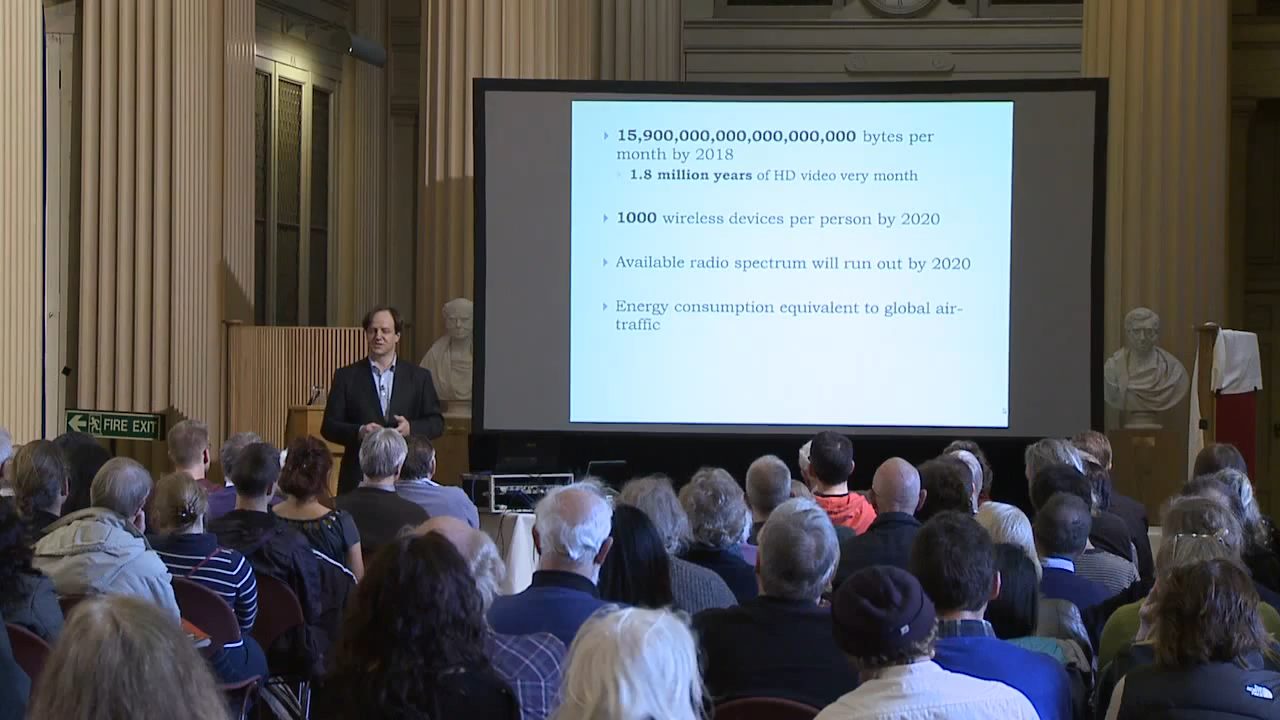 15,900,000,000,000,000,000 bytes per
month by 2018
1.8 million years of HD video very month
1000 wireless devices per person by 2020
Available radio spectrum will run out by 2020
Energy consumption equivalent to global air-
traffic
FIRE EXIT